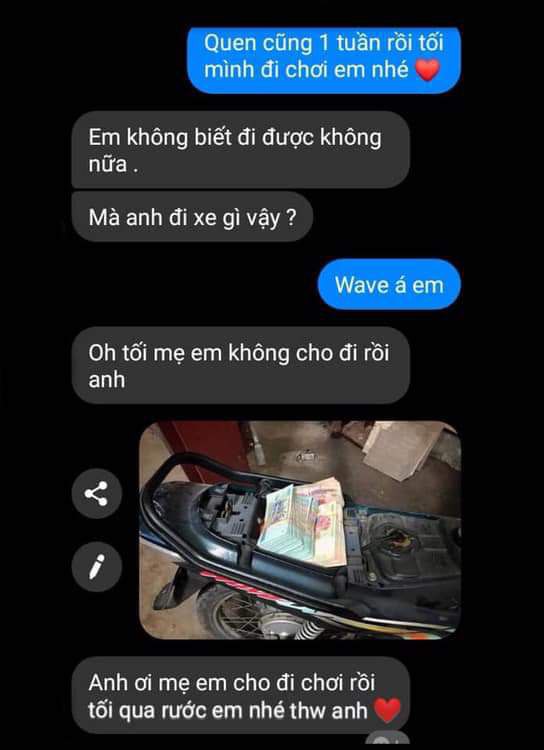 Quen cũng 1 tuần rồi tối
mình đi chơi em nhé ❤️
Em không biết đi được không
nữa .
Mà anh đi xe gì vậy ?
Wave á em
Oh tối mẹ em không cho đi rồi
anh
Anh ơi mẹ em cho đi chơi rồi
tối qua rước em nhé thw anh ❤️